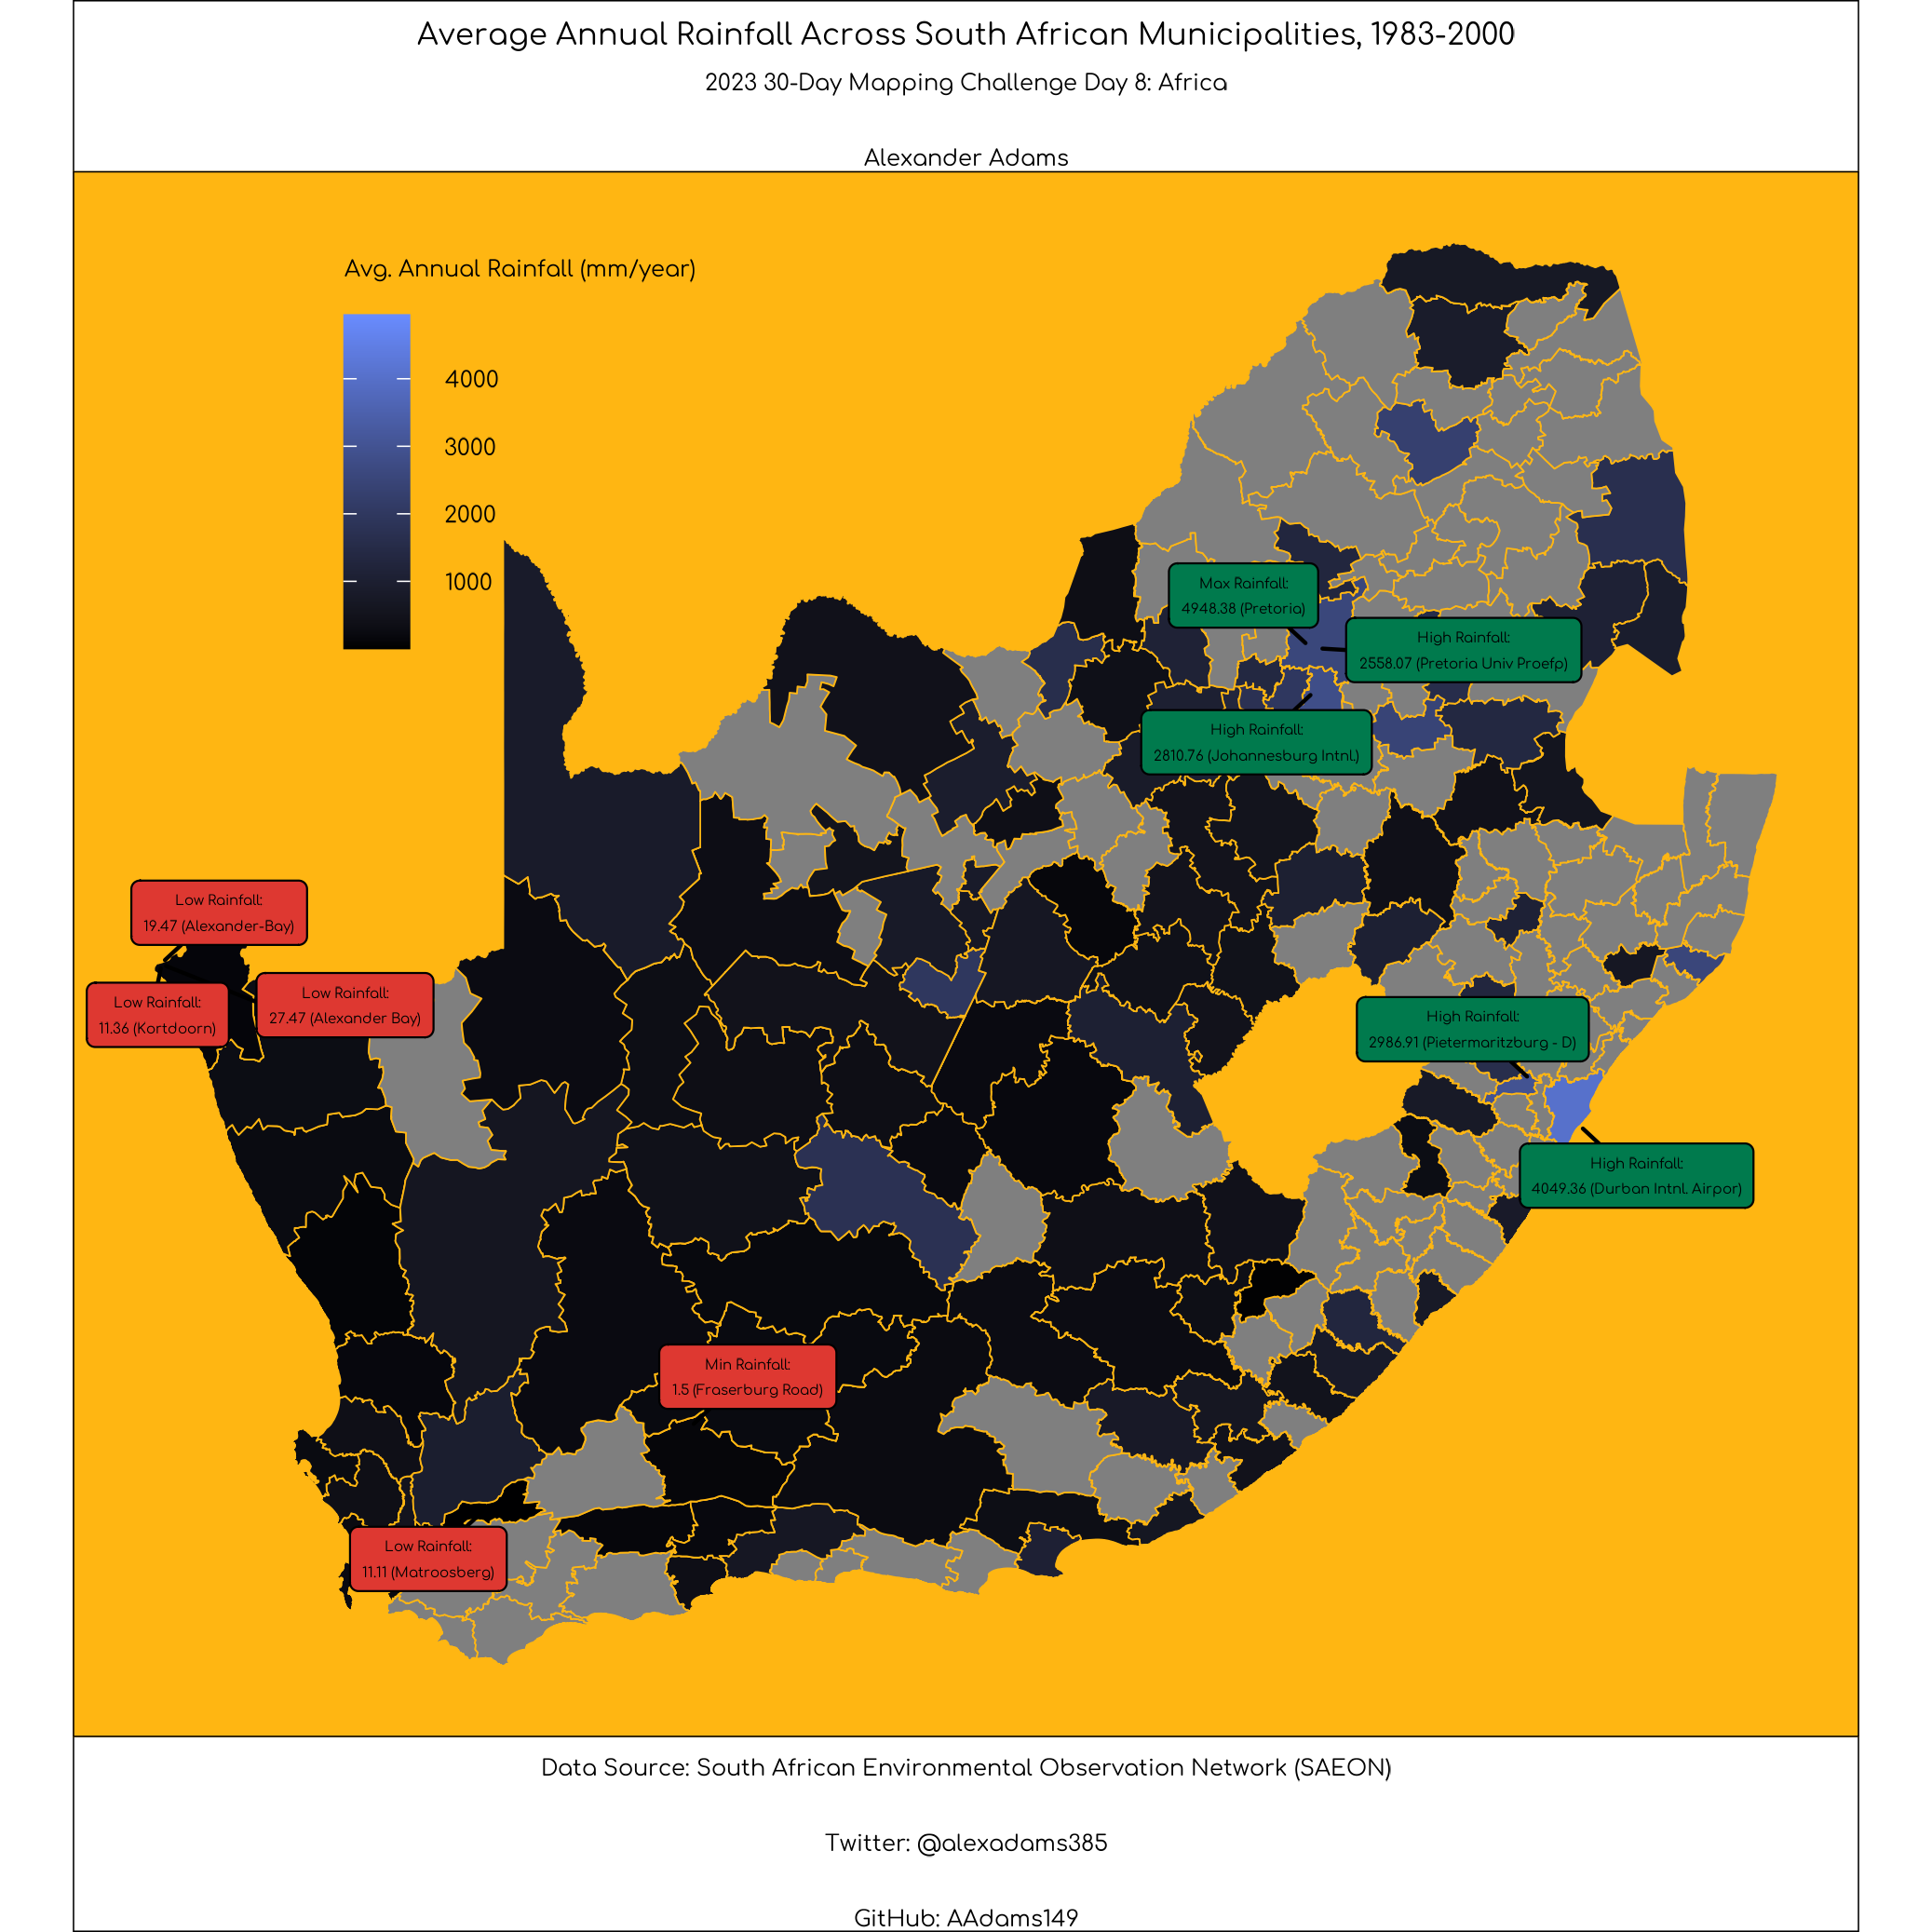 Average Annual Rainfall Across South African Municipalities, 1983-2000
2023 30-Day Mapping Challenge Day 8: Africa
Alexander Adams
Avg. Annual Rainfall (mm/year)
4000
3000
2000
1000
Max Rainfall:
4948.38 (Pretoria)
High Rainfall:
2558.07 (Pretoria Univ Proefp)
High Rainfall:
2810.76 (Johannesburg Intnl.)
Low Rainfall:
19.47 (Alexander-Bay)
Low Rainfall:
11.36 (Kortdoorn)
Low Rainfall:
27.47 (Alexander Bay)
High Rainfall:
2986.91 (Pietermaritzburg - D)
High Rainfall:
4049.36 (Durban Intnl. Airpor)
Min Rainfall:
1.5 (Fraserburg Road)
Low Rainfall:
11.11 (Matroosberg)
Data Source: South African Environmental Observation Network (SAEON)
Twitter: @alexadams385
GitHub: AAdams149